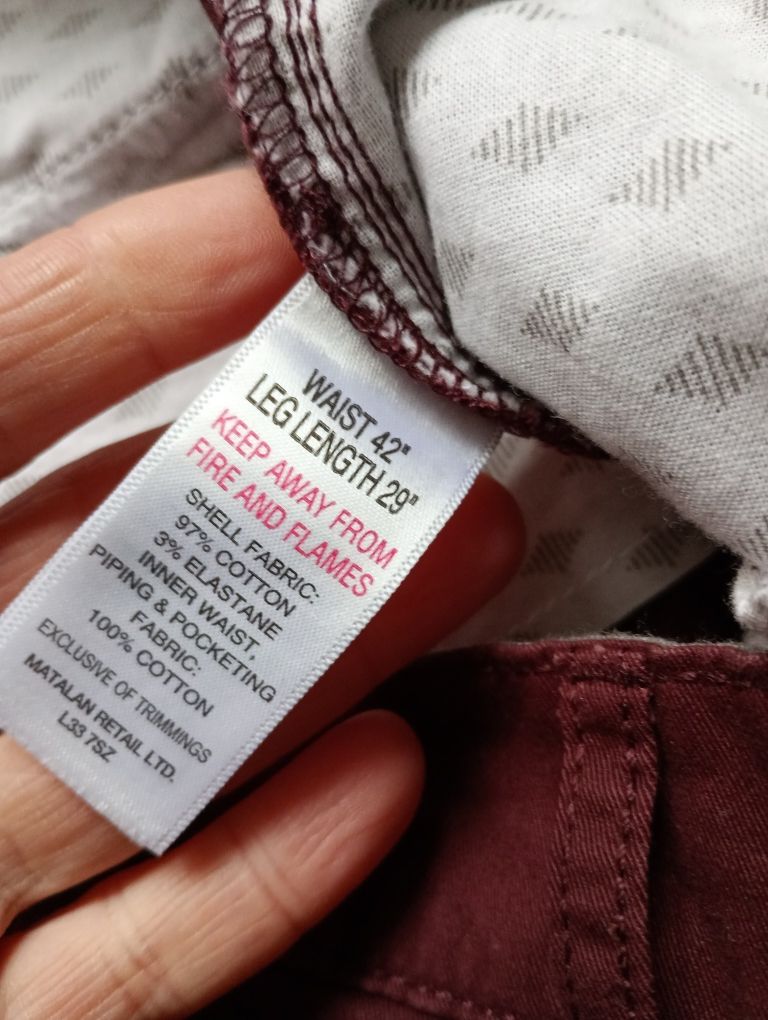 WAIST 42"
LEG LENGTH 29"
KEEP AWAY FROM
FIRE AND FLAMES
SHELL FABRIC:
97% COTTON
3% ELASTANE
INNER WAIST,
PIPING & POCKETING
FABRIC:
100% COTTON
EXCLUSIVE OF TRIMMINGS
MATALAN RETAIL LTD.
L33 7SZ